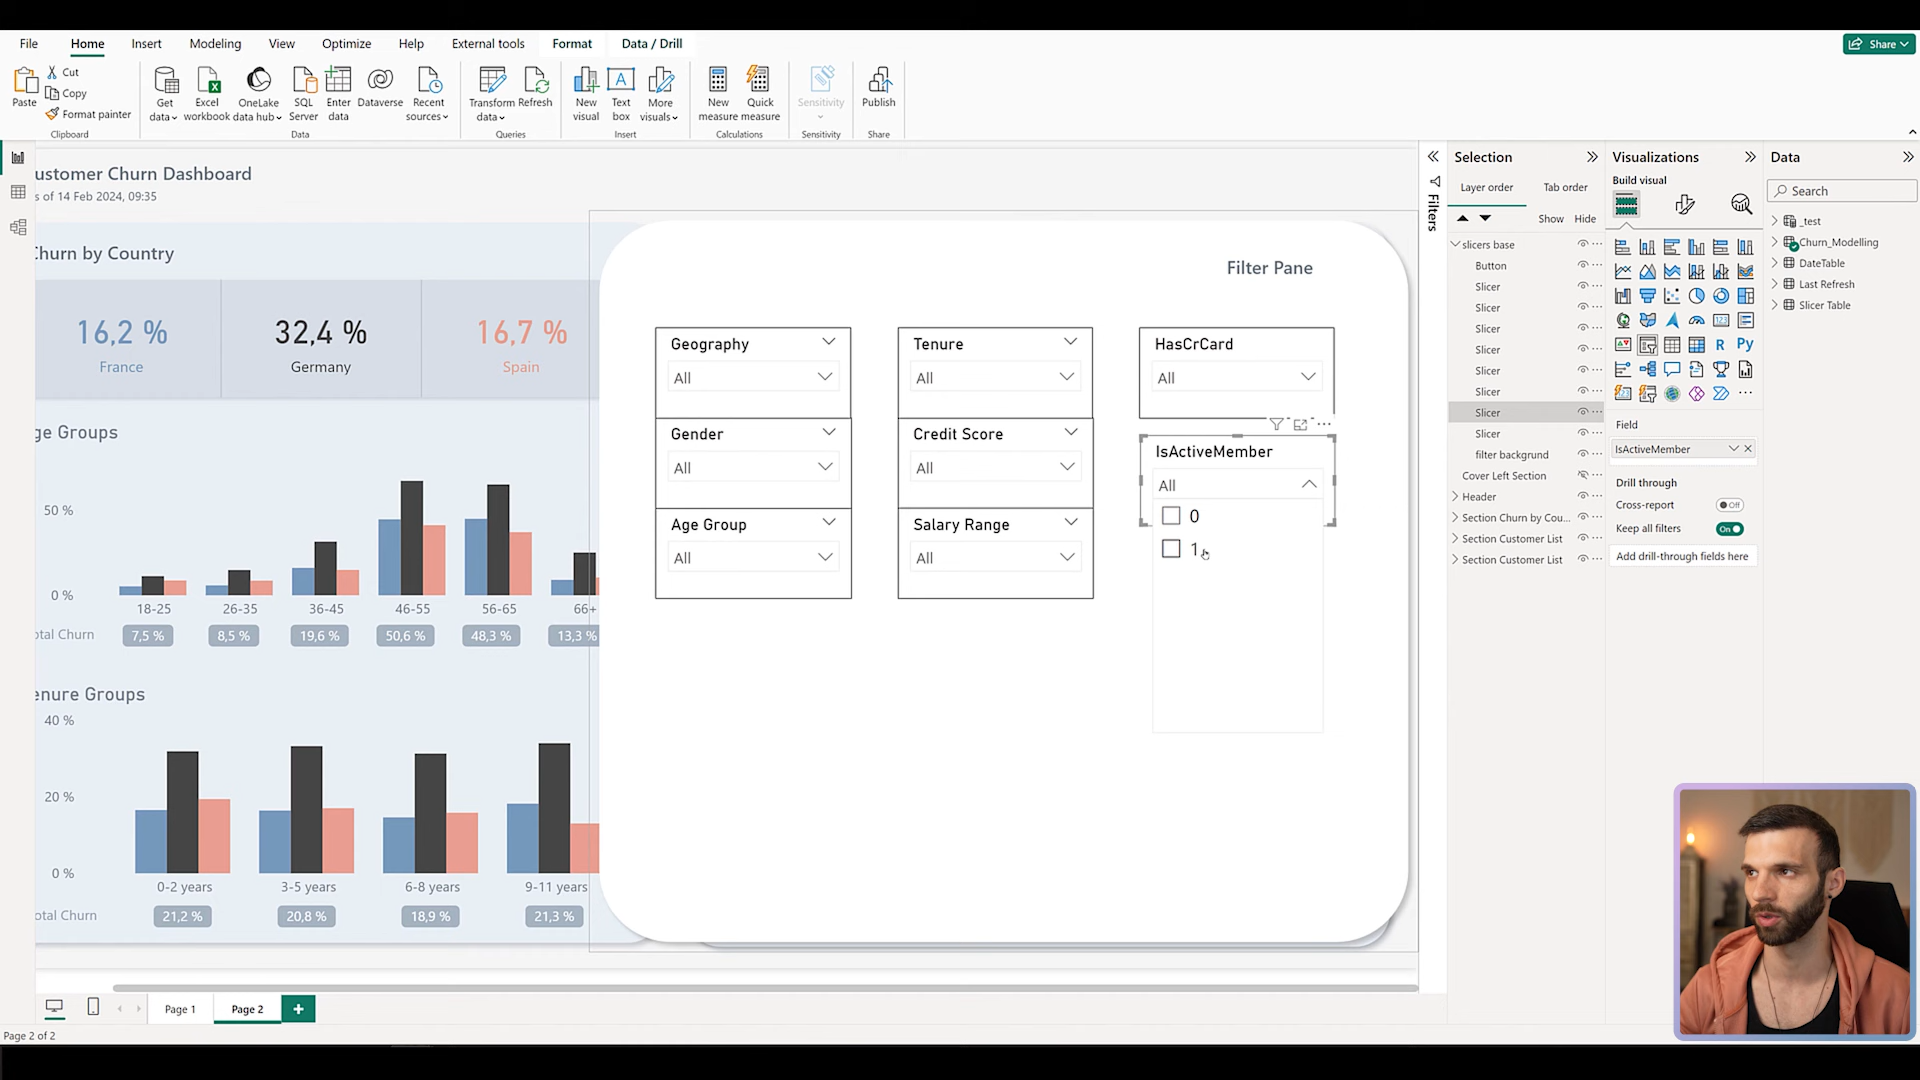 File Home Insert Modeling View Optimize Help External tools Format Data / Drill Share
Paste
Cut
Copy
Format painter
Clipboard
Get data
Excel workbook
OneLake data hub
SQL Server
Enter data
Dataverse
Recent sources
Data
Transform data
Refresh
Queries
New visual
Text box
More visuals
Insert
New measure
Quick measure
Calculations
Sensitivity
Sensitivity
Publish
Share
ustomer Churn Dashboard
s of 14 Feb 2024, 09:35
Churn by Country
16,2 % 32,4 % 16,7 %
France Germany Spain
ge Groups
50 %
0 %
18-25 26-35 36-45 46-55 56-65 66+
otal Churn 7,5 % 8,5 % 19,6 % 50,6 % 48,3 % 13,3 %
enure Groups
40 %
20 %
0 %
0-2 years 3-5 years 6-8 years 9-11 years
otal Churn 21,2 % 20,8 % 18,9 % 21,3 %
Filter Pane
Geography
All
Gender
All
Age Group
All
Tenure
All
Credit Score
All
Salary Range
All
HasCrCard
All
IsActiveMember
All
0
1
Filters
Selection
Layer order Tab order
Show Hide
slicers base
Button
Slicer
Slicer
Slicer
Slicer
Slicer
Slicer
Slicer
Slicer
filter backgrund
Cover Left Section
Header
Section Churn by Cou...
Section Customer List
Section Customer List
Visualizations
Build visual
R Py
123
Field
IsActiveMember
Drill through
Cross-report Off
Keep all filters On
Add drill-through fields here
Data
Search
_test
Churn_Modelling
DateTable
Last Refresh
Slicer Table
Page 1 Page 2 +
Page 2 of 2